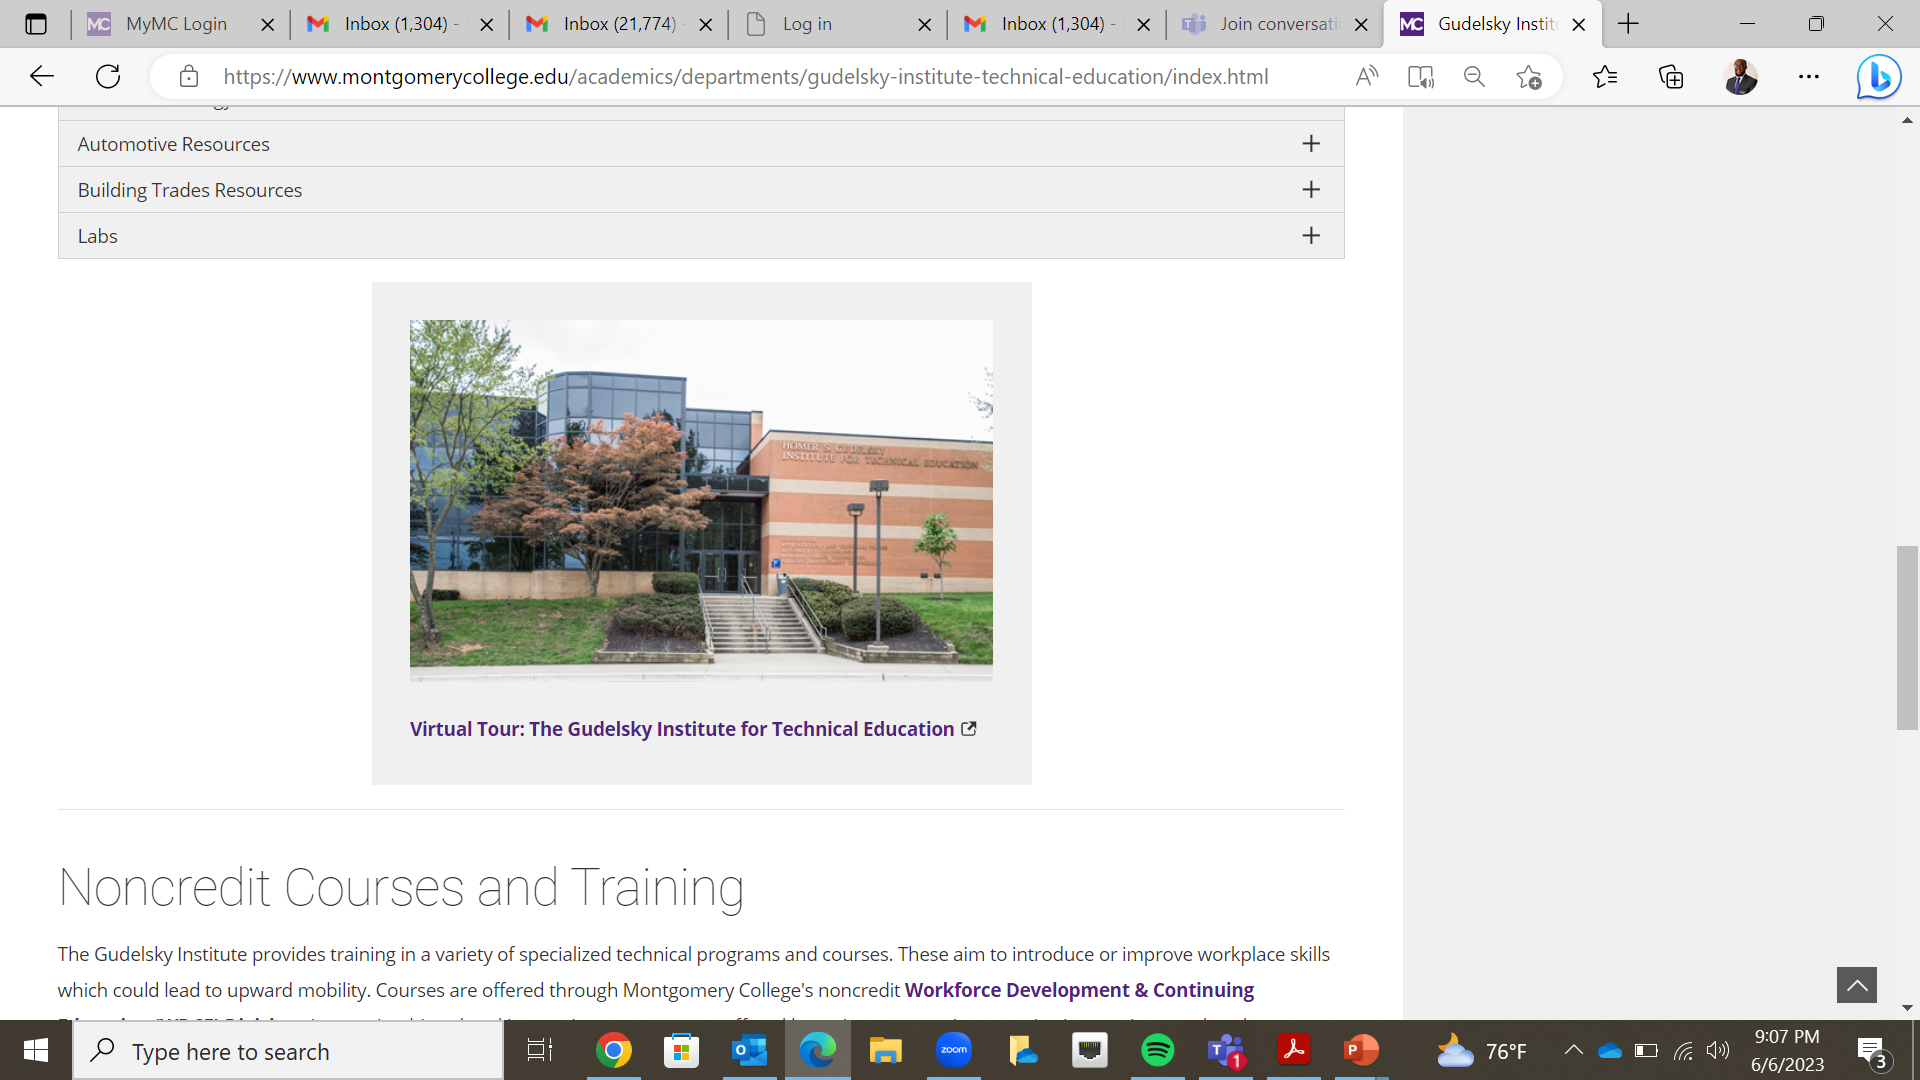 MyMC Login
Inbox (1,304) -
Inbox (21,774)
Log in
Inbox (1,304) -
Join conversati
Gudelsky Instit
https://www.montgomerycollege.edu/academics/departments/gudelsky-institute-technical-education/index.html
Automotive Resources
Building Trades Resources
Labs
HOMER S. GUDELSKY
INSTITUTE FOR TECHNICAL EDUCATION
Virtual Tour: The Gudelsky Institute for Technical Education
Noncredit Courses and Training
The Gudelsky Institute provides training in a variety of specialized technical programs and courses. These aim to introduce or improve workplace skills
which could lead to upward mobility. Courses are offered through Montgomery College's noncredit Workforce Development & Continuing
Type here to search
zoom
1
76°F
9:07 PM
6/6/2023
3